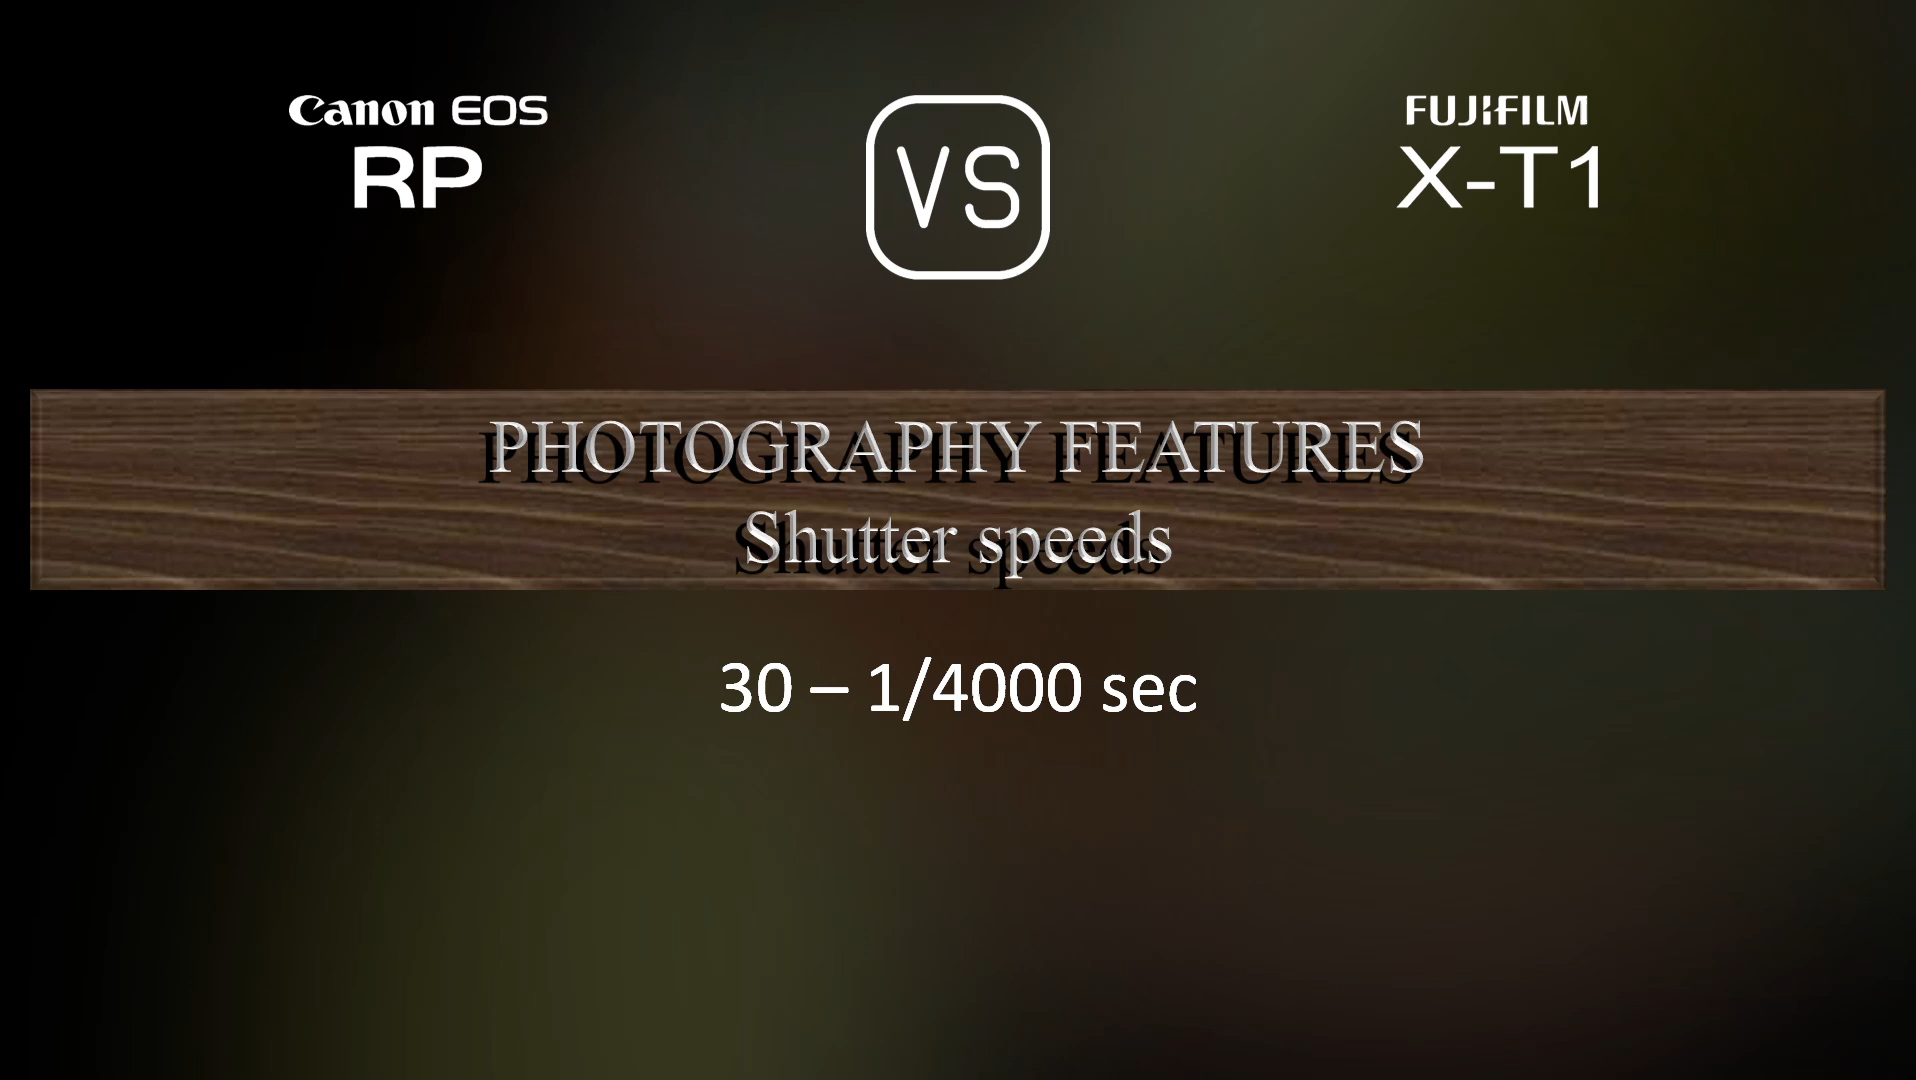 Canon EOS
RP
VS
FUJIFILM
X-T1
PHOTOGRAPHY FEATURES
Shutter speeds
30 – 1/4000 sec